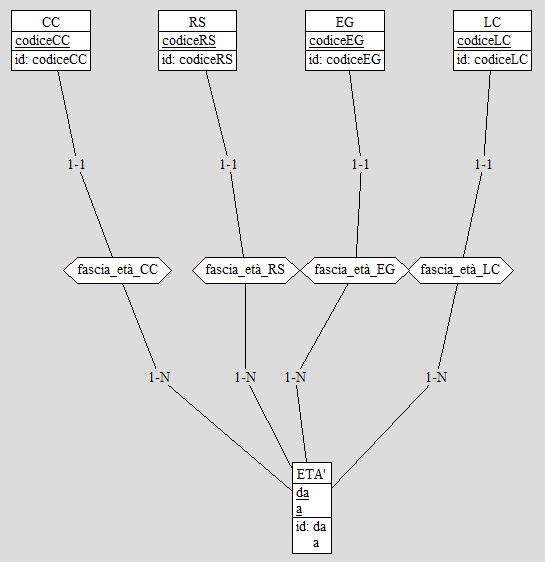 CC RS EG LC
codiceCC codiceRS codiceEG codiceLC
id: codiceCC id: codiceRS id: codiceEG id: codiceLC
1-1 1-1 1-1 1-1
fascia_età_CC fascia_età_RS fascia_età_EG fascia_età_LC
1-N 1-N 1-N 1-N
ETA'
da
a
id: da
a